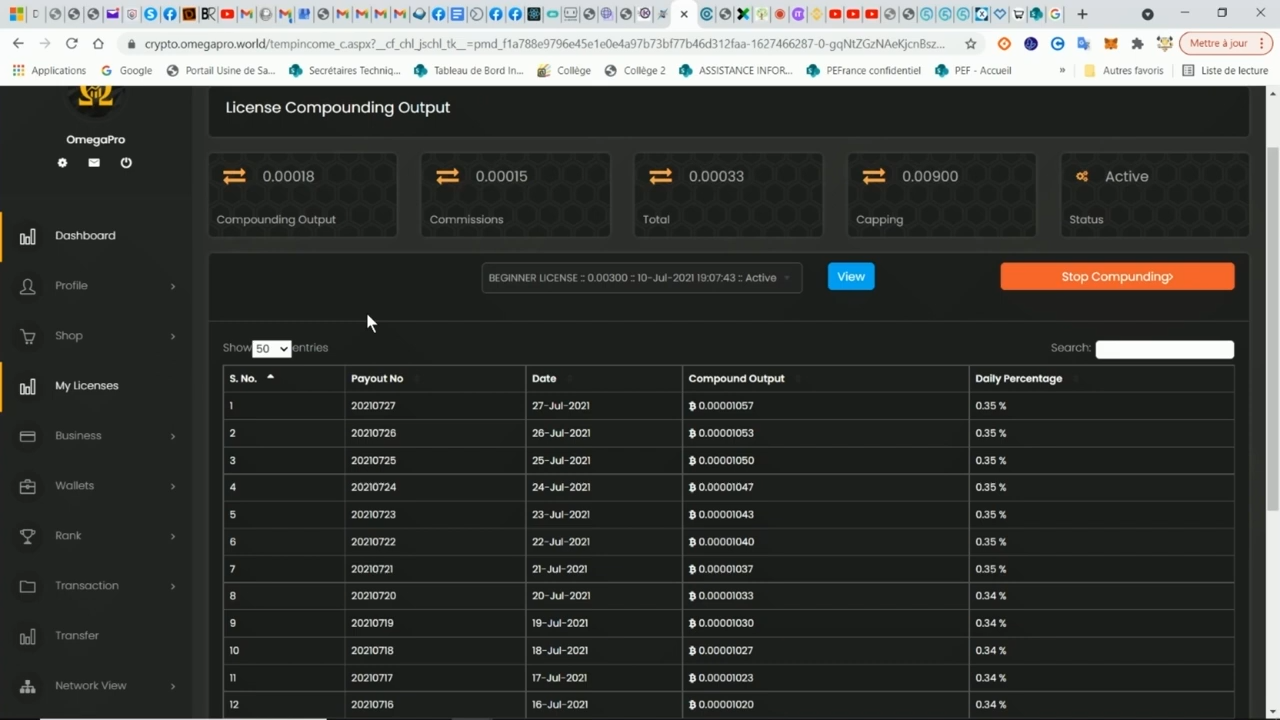 Mettre à jour
crypto.omegapro.world/tempincome_c.aspx?__cf_chl_jschl_tk__=pmd_f1a788e9796e45e1e0e4a97b73bf77b46d312faa-1627466287-0-gqNtZGzNAeKjcnBsz...
Applications
Google
Portail Usine de Sa...
Secrétaires Techniq...
Tableau de Bord In...
Collège
Collège 2
ASSISTANCE INFOR...
PEFrance confidentiel
PEF - Accueil
»
Autres favoris
Liste de lecture
OmegaPro
Dashboard
Profile
Shop
My Licenses
Business
Wallets
Rank
Transaction
Transfer
Network View
License Compounding Output
0.00018
Compounding Output
0.00015
Commissions
0.00033
Total
0.00900
Capping
Active
Status
BEGINNER LICENSE :: 0.00300 :: 10-Jul-2021 19:07:43 :: Active
View
Stop Compunding
Show 50 entries
Search:
S. No. Payout No Date Compound Output Daily Percentage
1 20210727 27-Jul-2021 ₿ 0.00001057 0.35 %
2 20210726 26-Jul-2021 ₿ 0.00001053 0.35 %
3 20210725 25-Jul-2021 ₿ 0.00001050 0.35 %
4 20210724 24-Jul-2021 ₿ 0.00001047 0.35 %
5 20210723 23-Jul-2021 ₿ 0.00001043 0.35 %
6 20210722 22-Jul-2021 ₿ 0.00001040 0.35 %
7 20210721 21-Jul-2021 ₿ 0.00001037 0.35 %
8 20210720 20-Jul-2021 ₿ 0.00001033 0.34 %
9 20210719 19-Jul-2021 ₿ 0.00001030 0.34 %
10 20210718 18-Jul-2021 ₿ 0.00001027 0.34 %
11 20210717 17-Jul-2021 ₿ 0.00001023 0.34 %
12 20210716 16-Jul-2021 ₿ 0.00001020 0.34 %